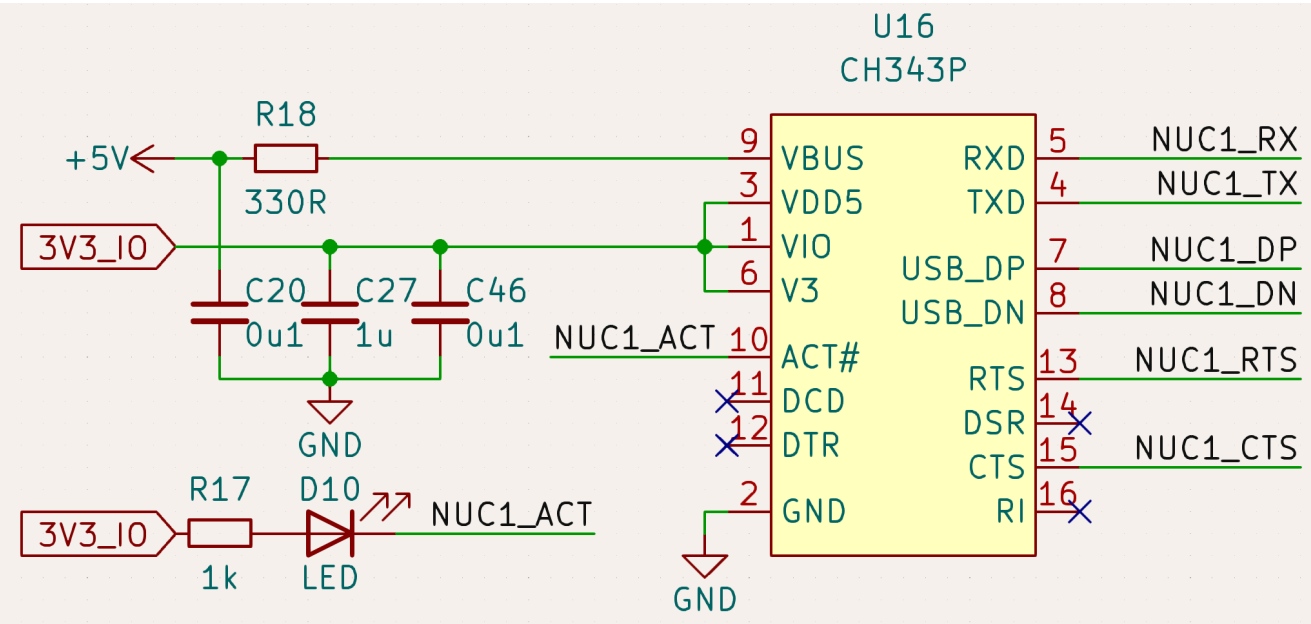 U16
CH343P
R18
+5V
330R
3V3_IO
C20
0u1
C27
1u
C46
0u1
GND
NUC1_ACT
9 VBUS
3 VDD5
1 VIO
6 V3
10 ACT#
11 DCD
12 DTR
2 GND
RXD 5 NUC1_RX
TXD 4 NUC1_TX
USB_DP 7 NUC1_DP
USB_DN 8 NUC1_DN
RTS 13 NUC1_RTS
DSR 14
CTS 15 NUC1_CTS
RI 16
GND
R17
D10
3V3_IO
NUC1_ACT
1k
LED